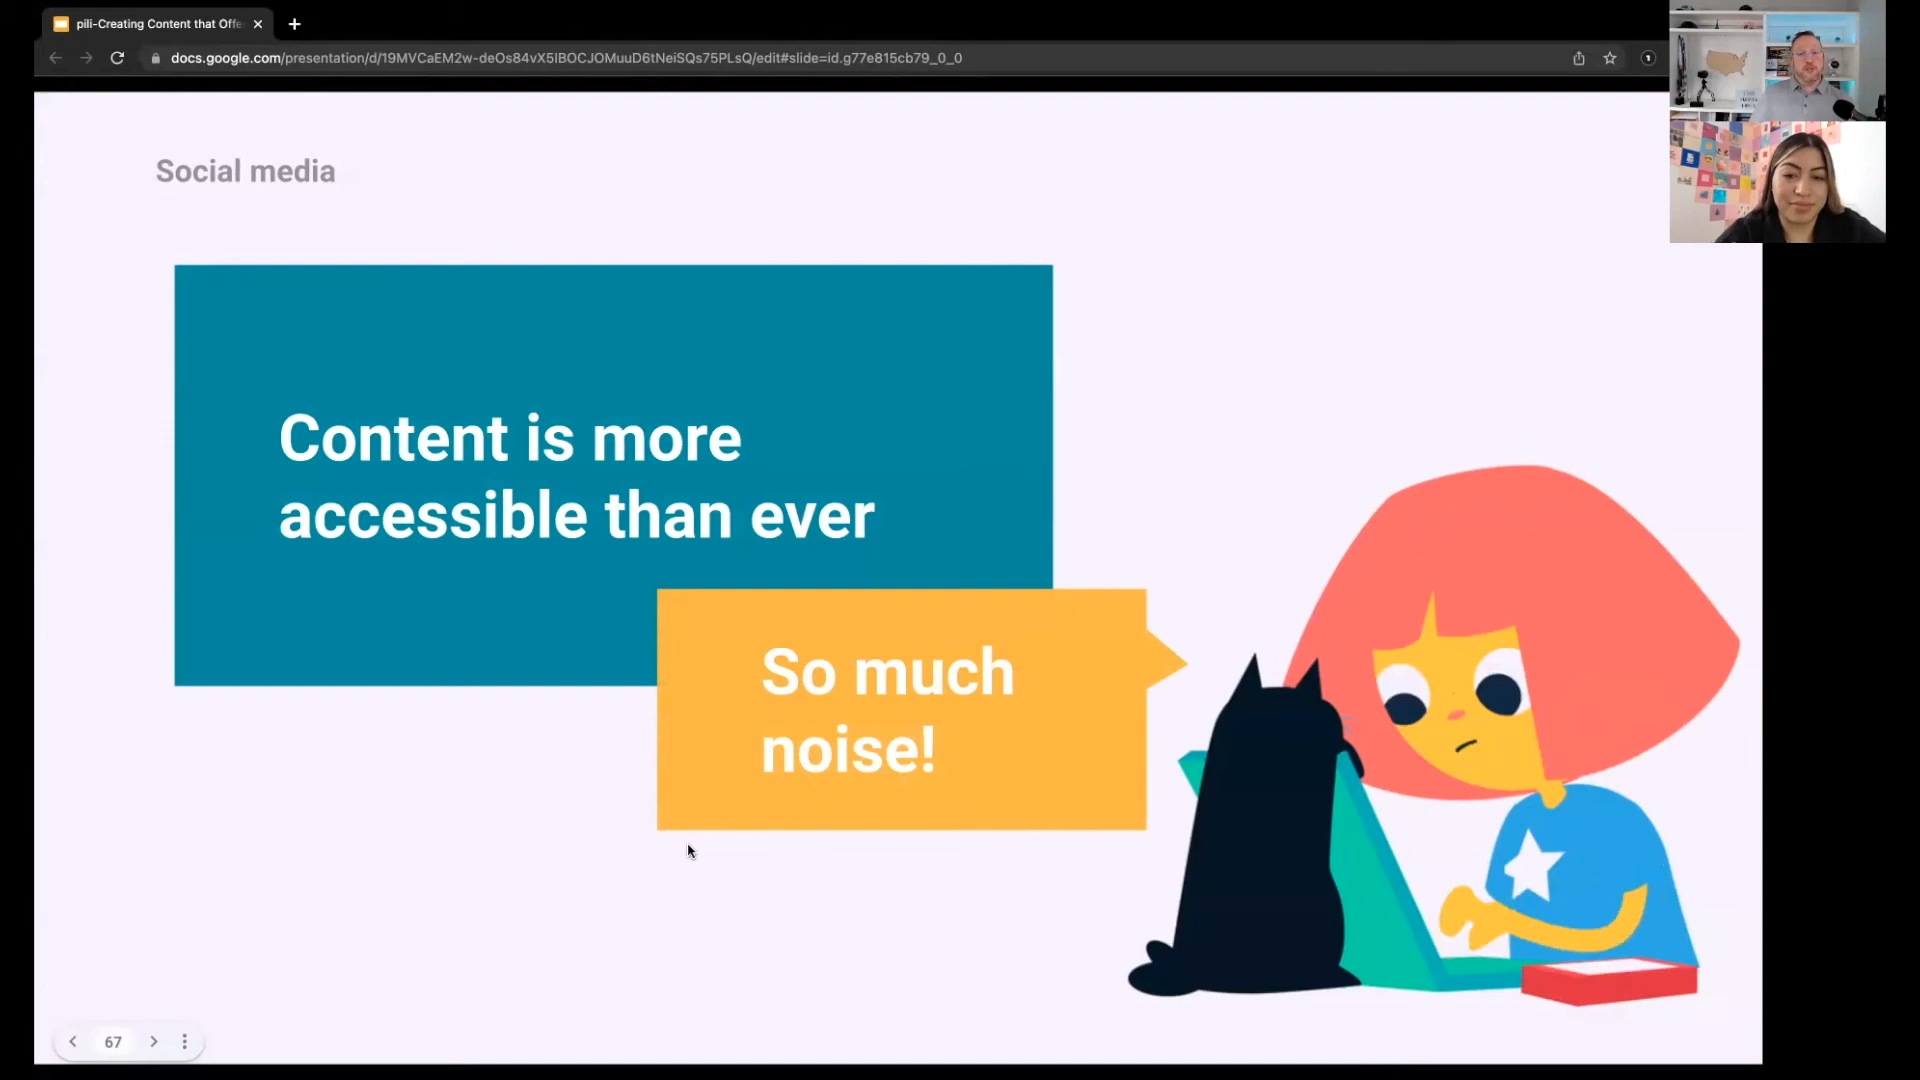 pili-Creating Content that Offe
docs.google.com/presentation/d/19MVCaEM2w-deOs84vX5IBOCJOMuuD6tNeiSQs75PLsQ/edit#slide=id.g77e815cb79_0_0
Social media
Content is more
accessible than ever
So much
noise!
67